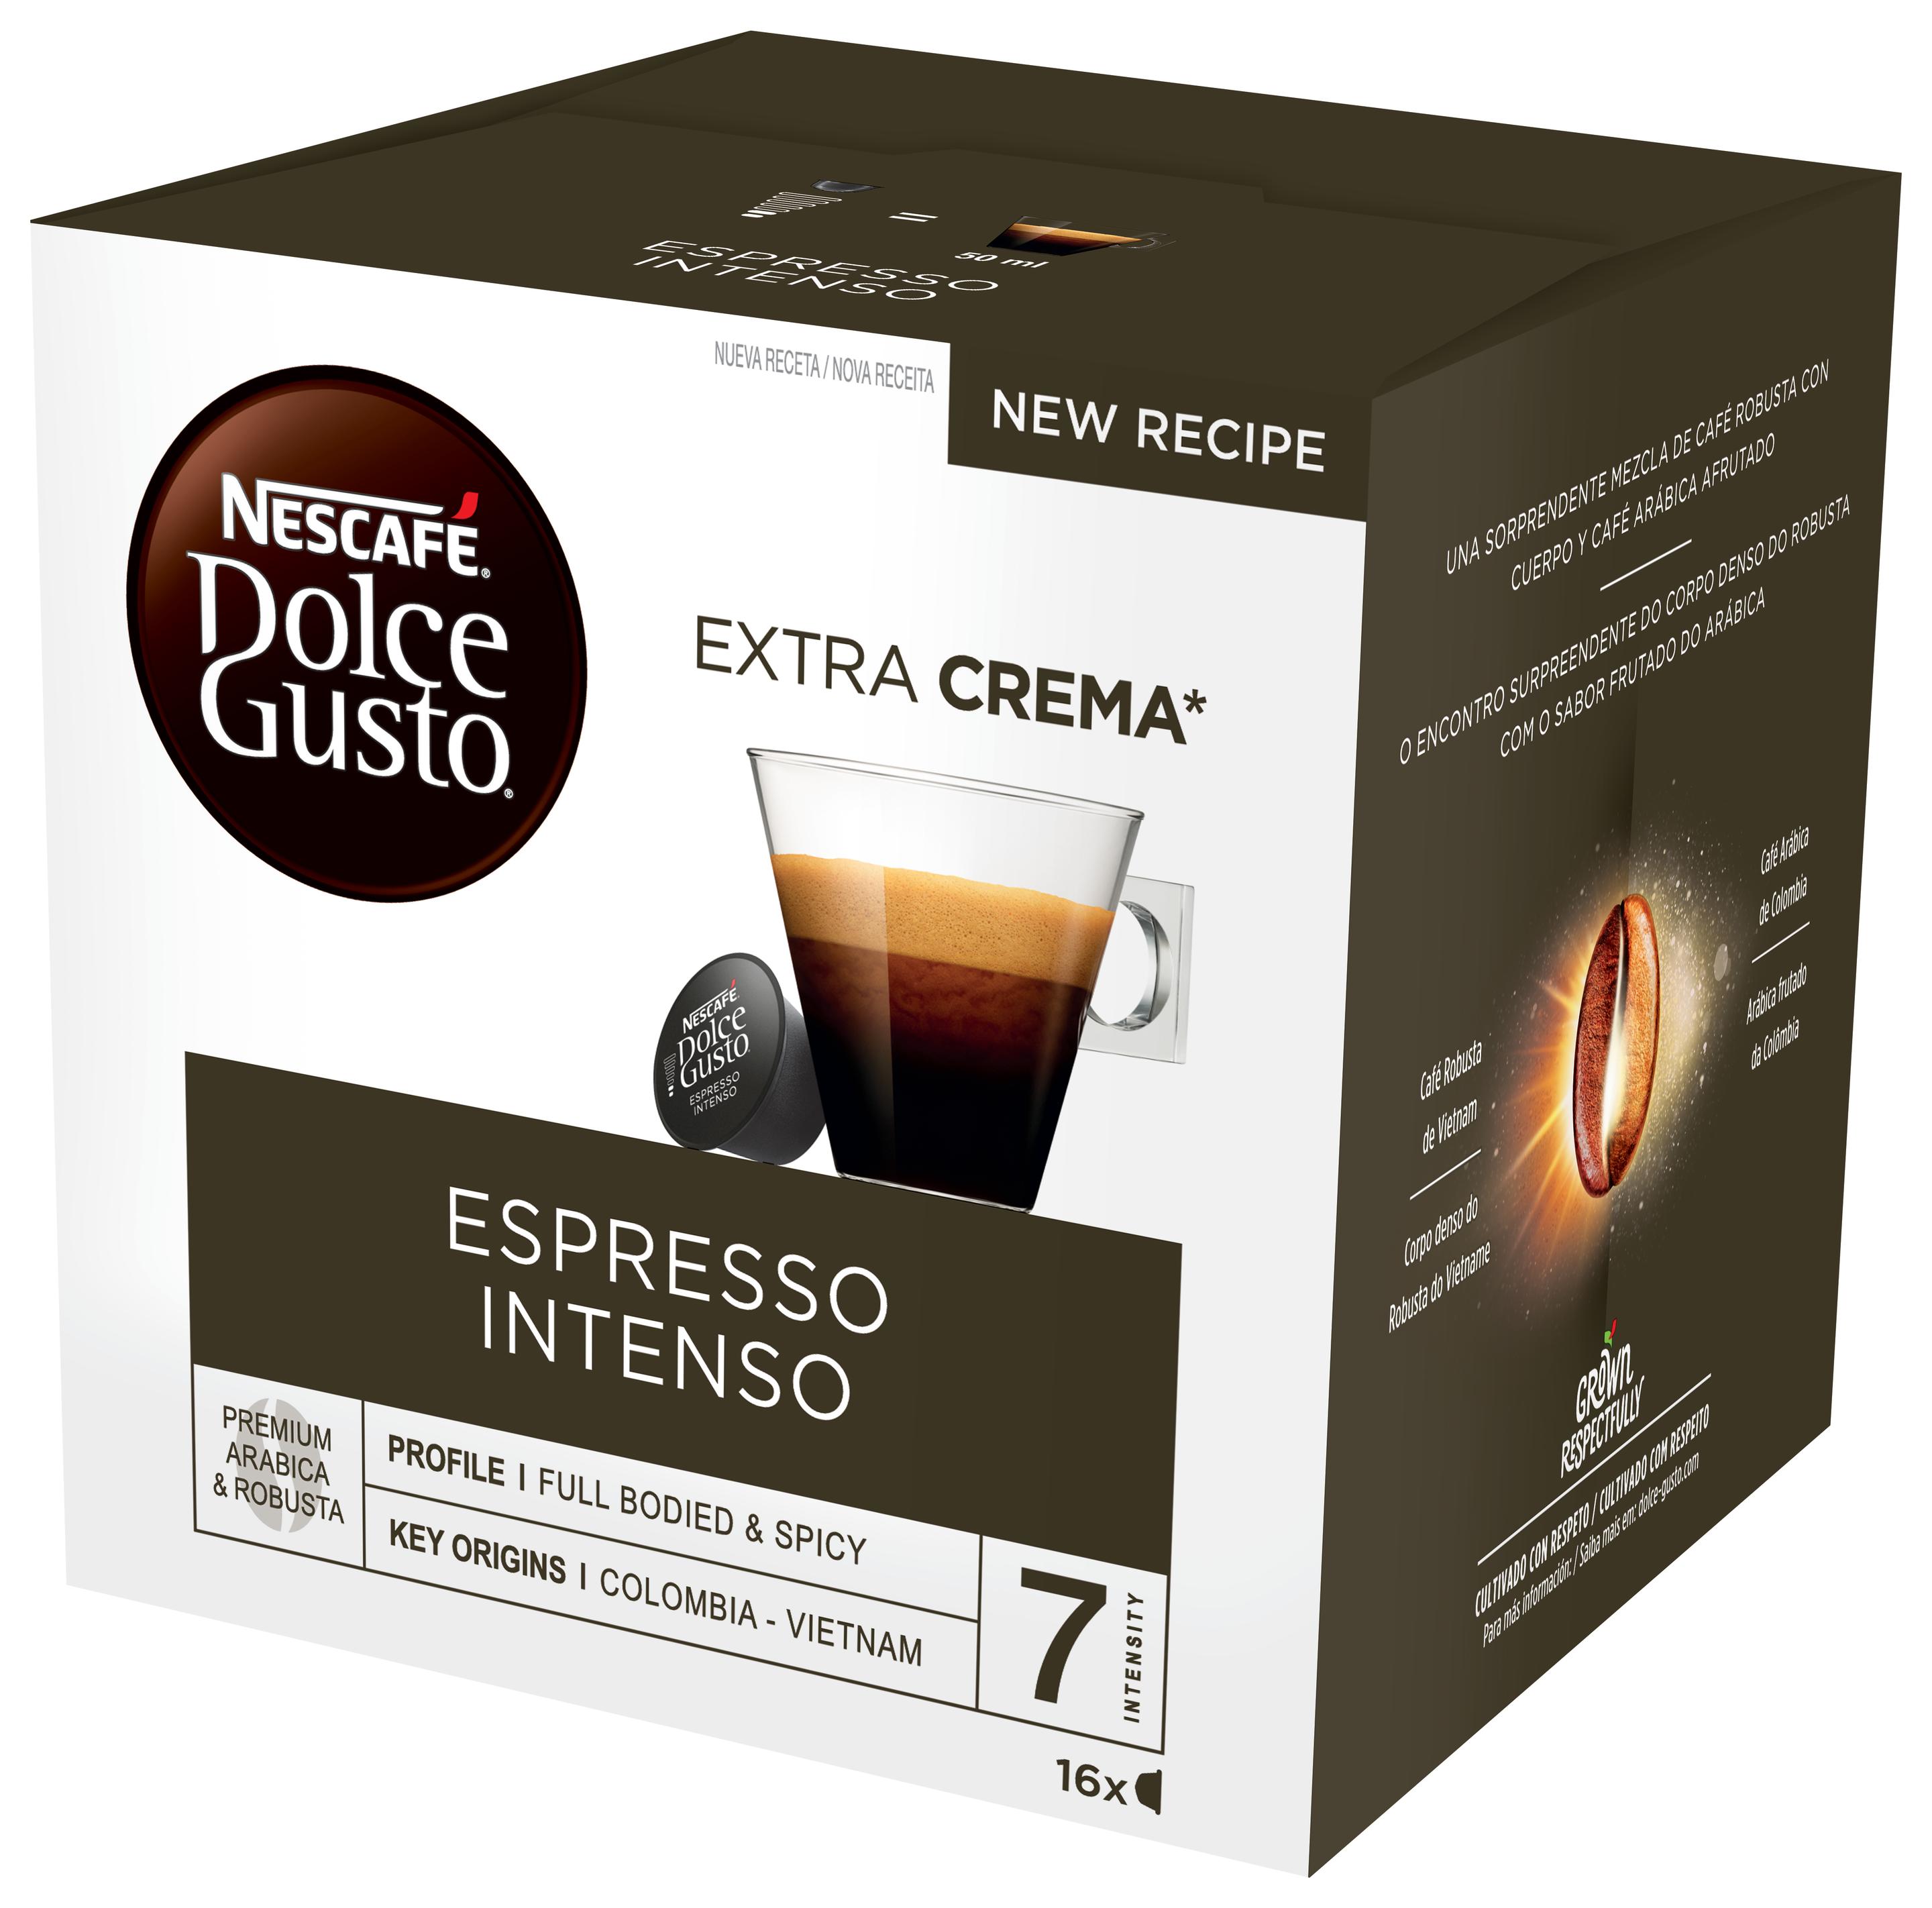 =
50 ml
ESPRESSO
INTENSO
NUEVA RECETA / NOVA RECEITA
NEW RECIPE
NESCAFÉ®
Dolce
Gusto®
EXTRA CREMA*
NESCAFÉ
Dolce
Gusto
ESPRESSO
INTENSO
ESPRESSO
INTENSO
PREMIUM
ARABICA
& ROBUSTA
PROFILE I FULL BODIED & SPICY
KEY ORIGINS I COLOMBIA - VIETNAM
7
INTENSITY
16x
UNA SORPRENDENTE MEZCLA DE CAFÉ ROBUSTA CON
CUERPO Y CAFÉ ARÁBICA AFRUTADO
O ENCONTRO SURPREENDENTE DO CORPO DENSO DO ROBUSTA
COM O SABOR FRUTADO DO ARÁBICA
Café Arábica
de Colombia
Arábica frutado
da Colômbia
Café Robusta
de Vietnam
Corpo denso do
Robusta do Vietname
GROWN
RESPECTFULLY
CULTIVADO CON RESPETO / CULTIVADO COM RESPEITO
Para más información: / Saiba mais em: dolce-gusto.com